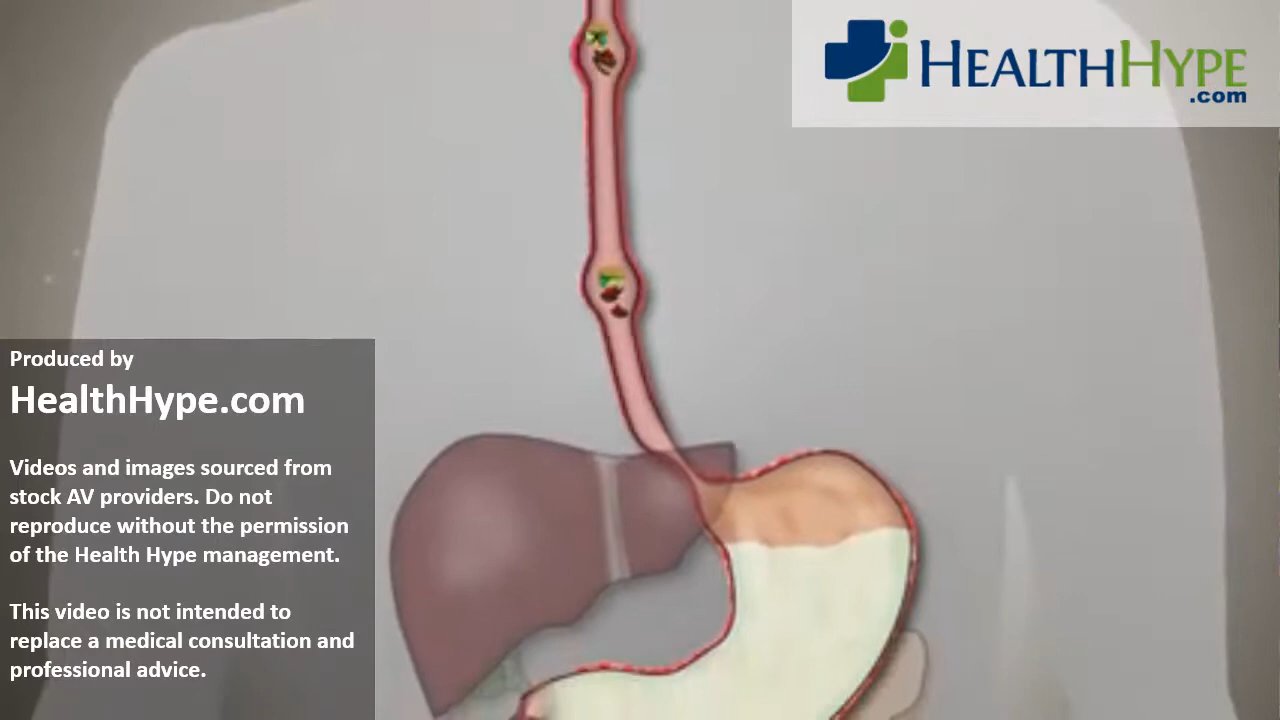 HEALTHHYPE
.com
Produced by
HealthHype.com
Videos and images sourced from
stock AV providers. Do not
reproduce without the permission
of the Health Hype management.
This video is not intended to
replace a medical consultation and
professional advice.